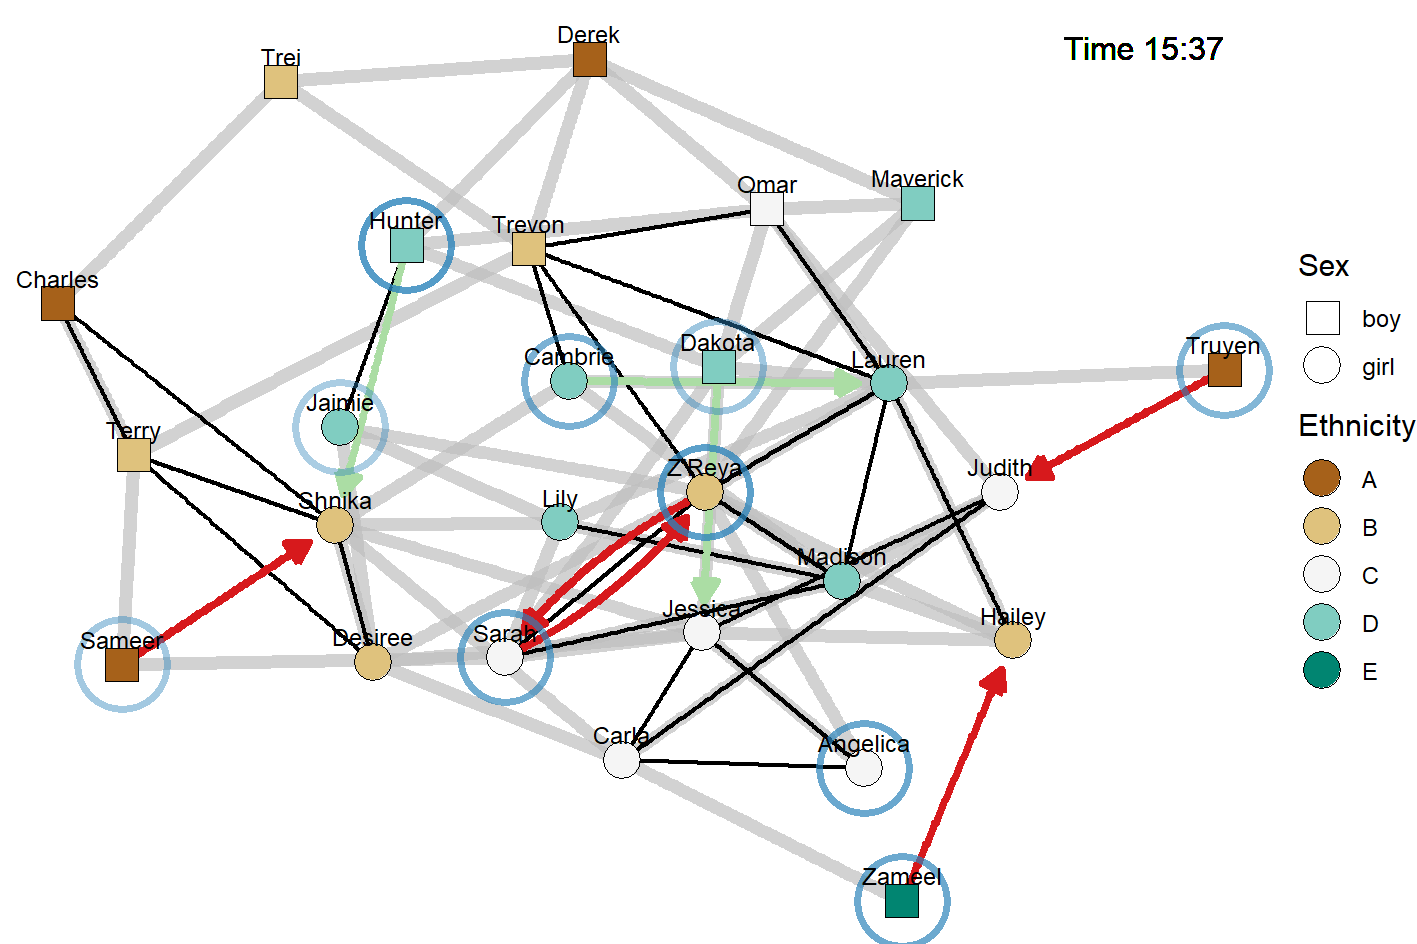 Time 15:37
Derek
Trei
Maverick
Omar
Hunter
Trevon
Charles
Dakota
Truyen
Cambrie
Lauren
Jaimie
Terry
Z'Reya
Judith
Shnika
Lily
Madison
Jessica
Hailey
Sameer
Desiree
Sarah
Carla
Angelica
Zameel
Sex
boy
girl
Ethnicity
A
B
C
D
E